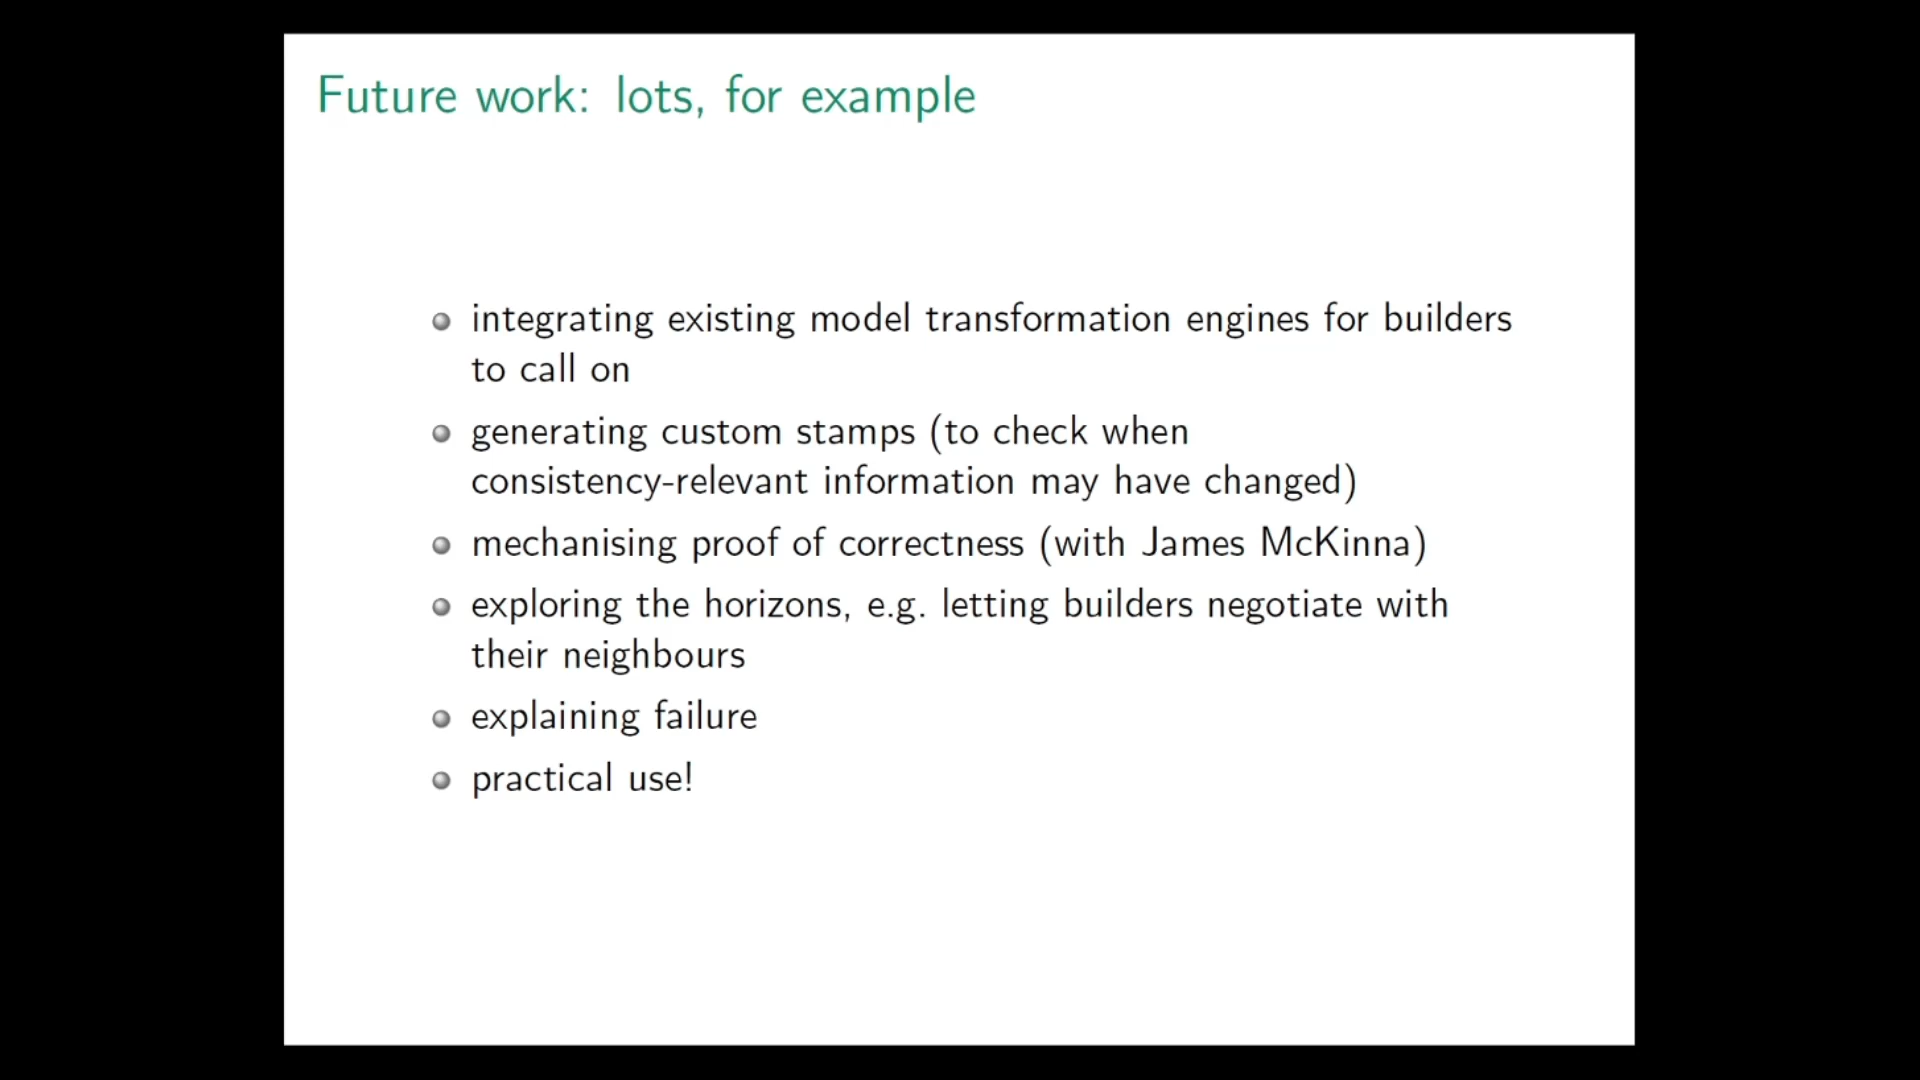 Future work: lots, for example
integrating existing model transformation engines for builders
to call on
generating custom stamps (to check when
consistency-relevant information may have changed)
mechanising proof of correctness (with James McKinna)
exploring the horizons, e.g. letting builders negotiate with
their neighbours
explaining failure
practical use!